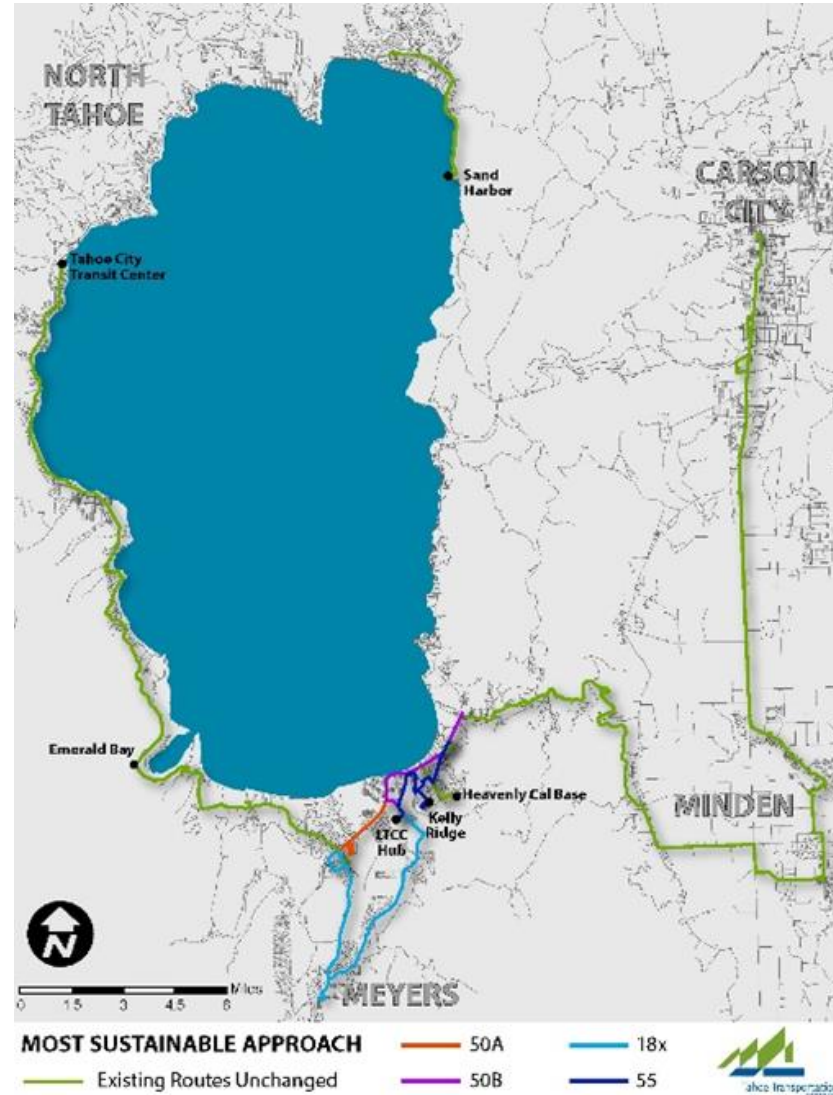 NORTH
TAHOE
Sand
Harbor
CARSON
CITY
Tahoe City
Transit Center
Emerald Bay
Heavenly Cal Base
Kelly
Ridge
LTCC
Hub
MINDEN
N
Miles
0 1.5 3 4.5 6
MEYERS
MOST SUSTAINABLE APPROACH
50A
18x
Existing Routes Unchanged
50B
55
Tahoe Transportation